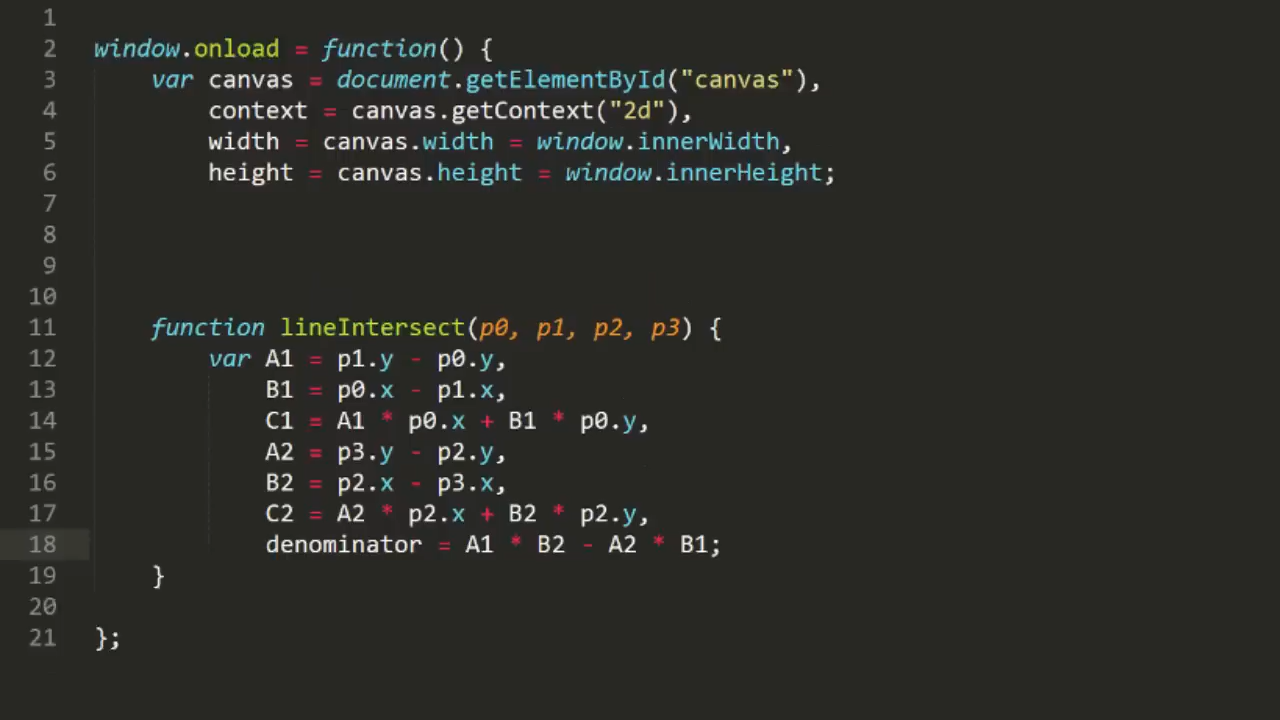 1
2 window.onload = function() {
3 var canvas = document.getElementById("canvas"),
4 context = canvas.getContext("2d"),
5 width = canvas.width = window.innerWidth,
6 height = canvas.height = window.innerHeight;
7
8
9
10
11 function lineIntersect(p0, p1, p2, p3) {
12 var A1 = p1.y - p0.y,
13 B1 = p0.x - p1.x,
14 C1 = A1 * p0.x + B1 * p0.y,
15 A2 = p3.y - p2.y,
16 B2 = p2.x - p3.x,
17 C2 = A2 * p2.x + B2 * p2.y,
18 denominator = A1 * B2 - A2 * B1;
19 }
20
21 };